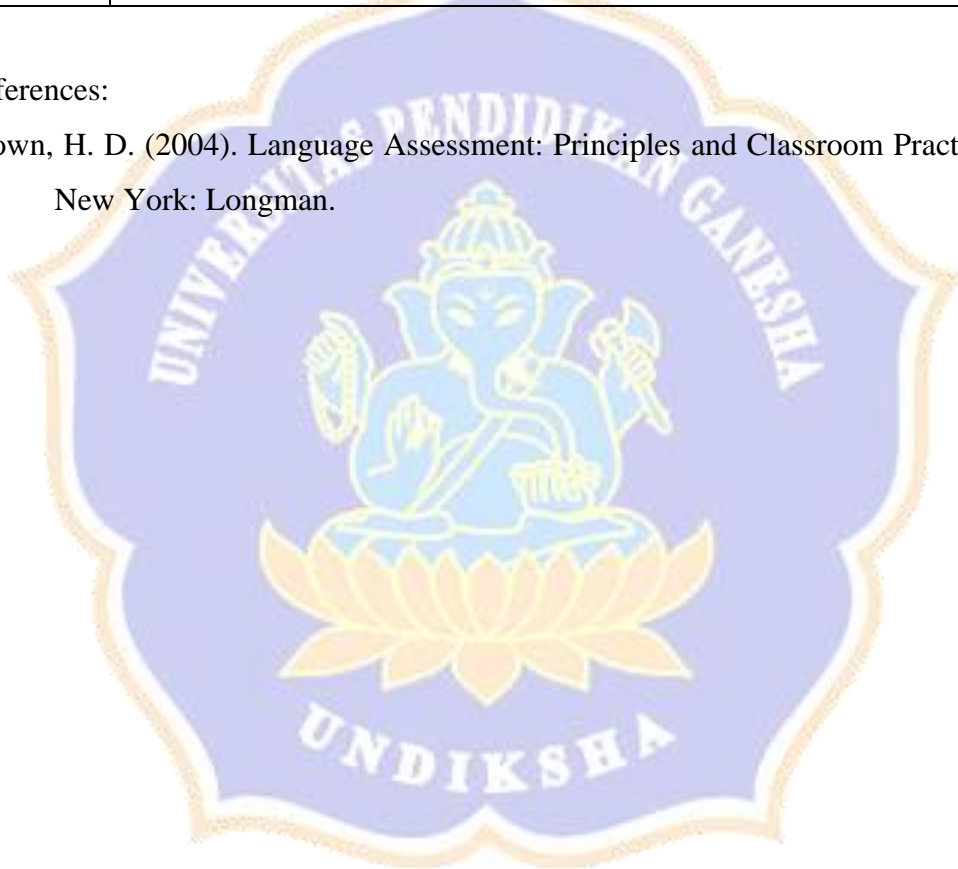 ferences:
own, H. D. (2004). Language Assessment: Principles and Classroom Pract
New York: Longman.
UNIVERSITAS PENDIDIKAN GANESHA
UNDIKSHA